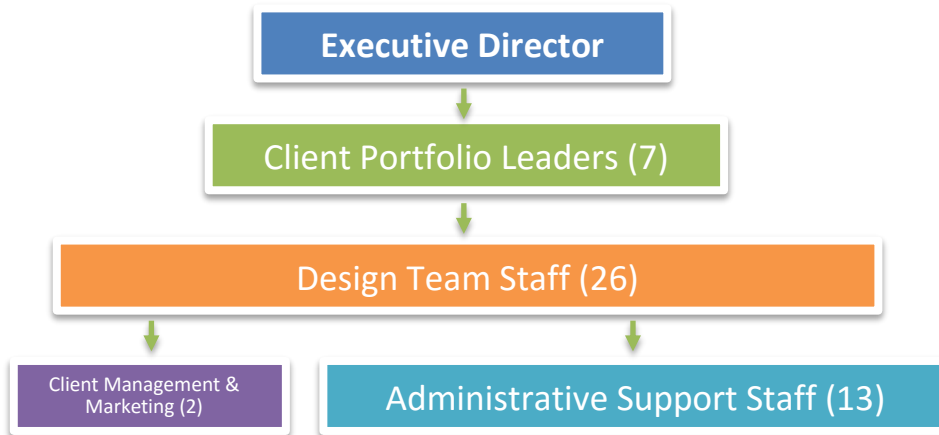 Executive Director
Client Portfolio Leaders (7)
Design Team Staff (26)
Client Management &
Marketing (2)
Administrative Support Staff (13)